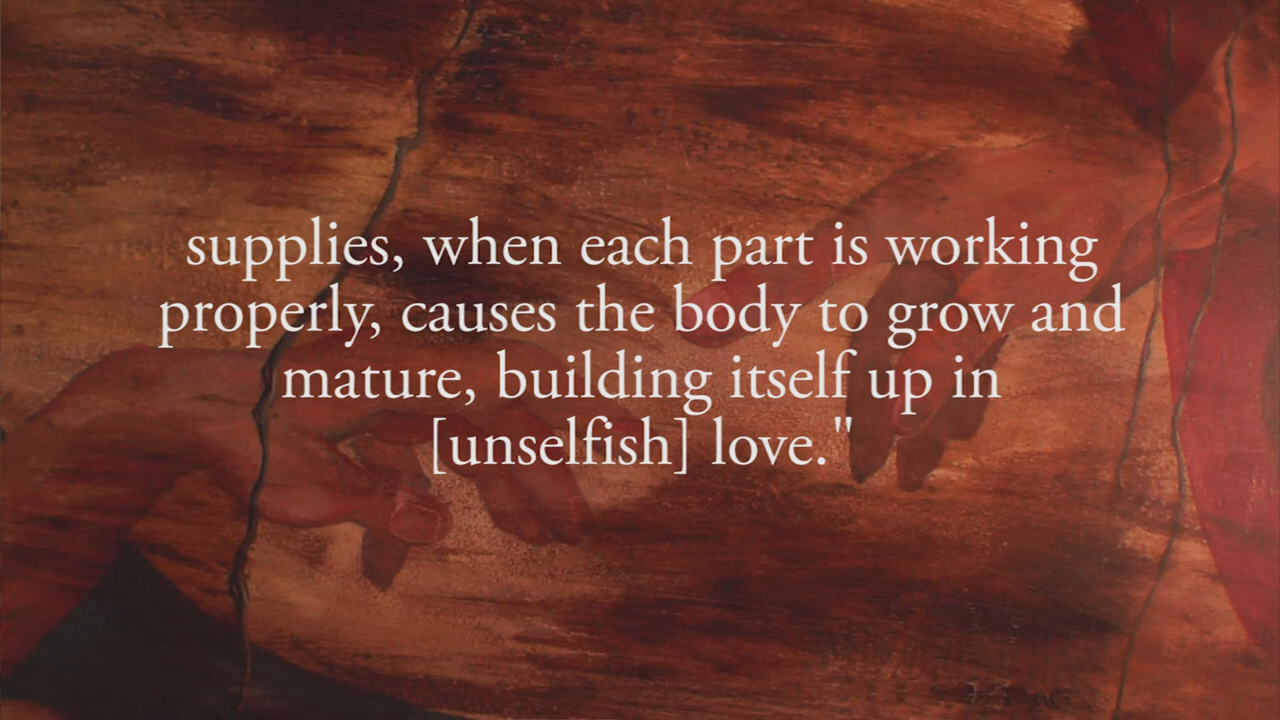 supplies, when each part is working
properly, causes the body to grow and
mature, building itself up in
[unselfish] love."